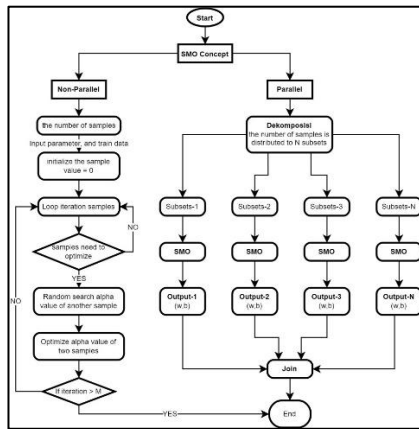 Start
SMO Concept
Non-Parallel
Parallel
the number of samples
Input parameter, and train data
initialize the sample
value = 0
Loop iteration samples
NO
Samples need to
optimize
YES
NO
Random search alpha
value of another sample
Optimize alpha value of
two samples
If iteration > M
YES
Dekomposisi
the number of samples is
distributed to N subsets
Subsets-1
Subsets-2
Subsets-3
Subsets-N
SMO
SMO
SMO
SMO
Output-1
(w,b)
Output-2
(w,b)
Output-3
(w,b)
Output-N
(w,b)
Join
End